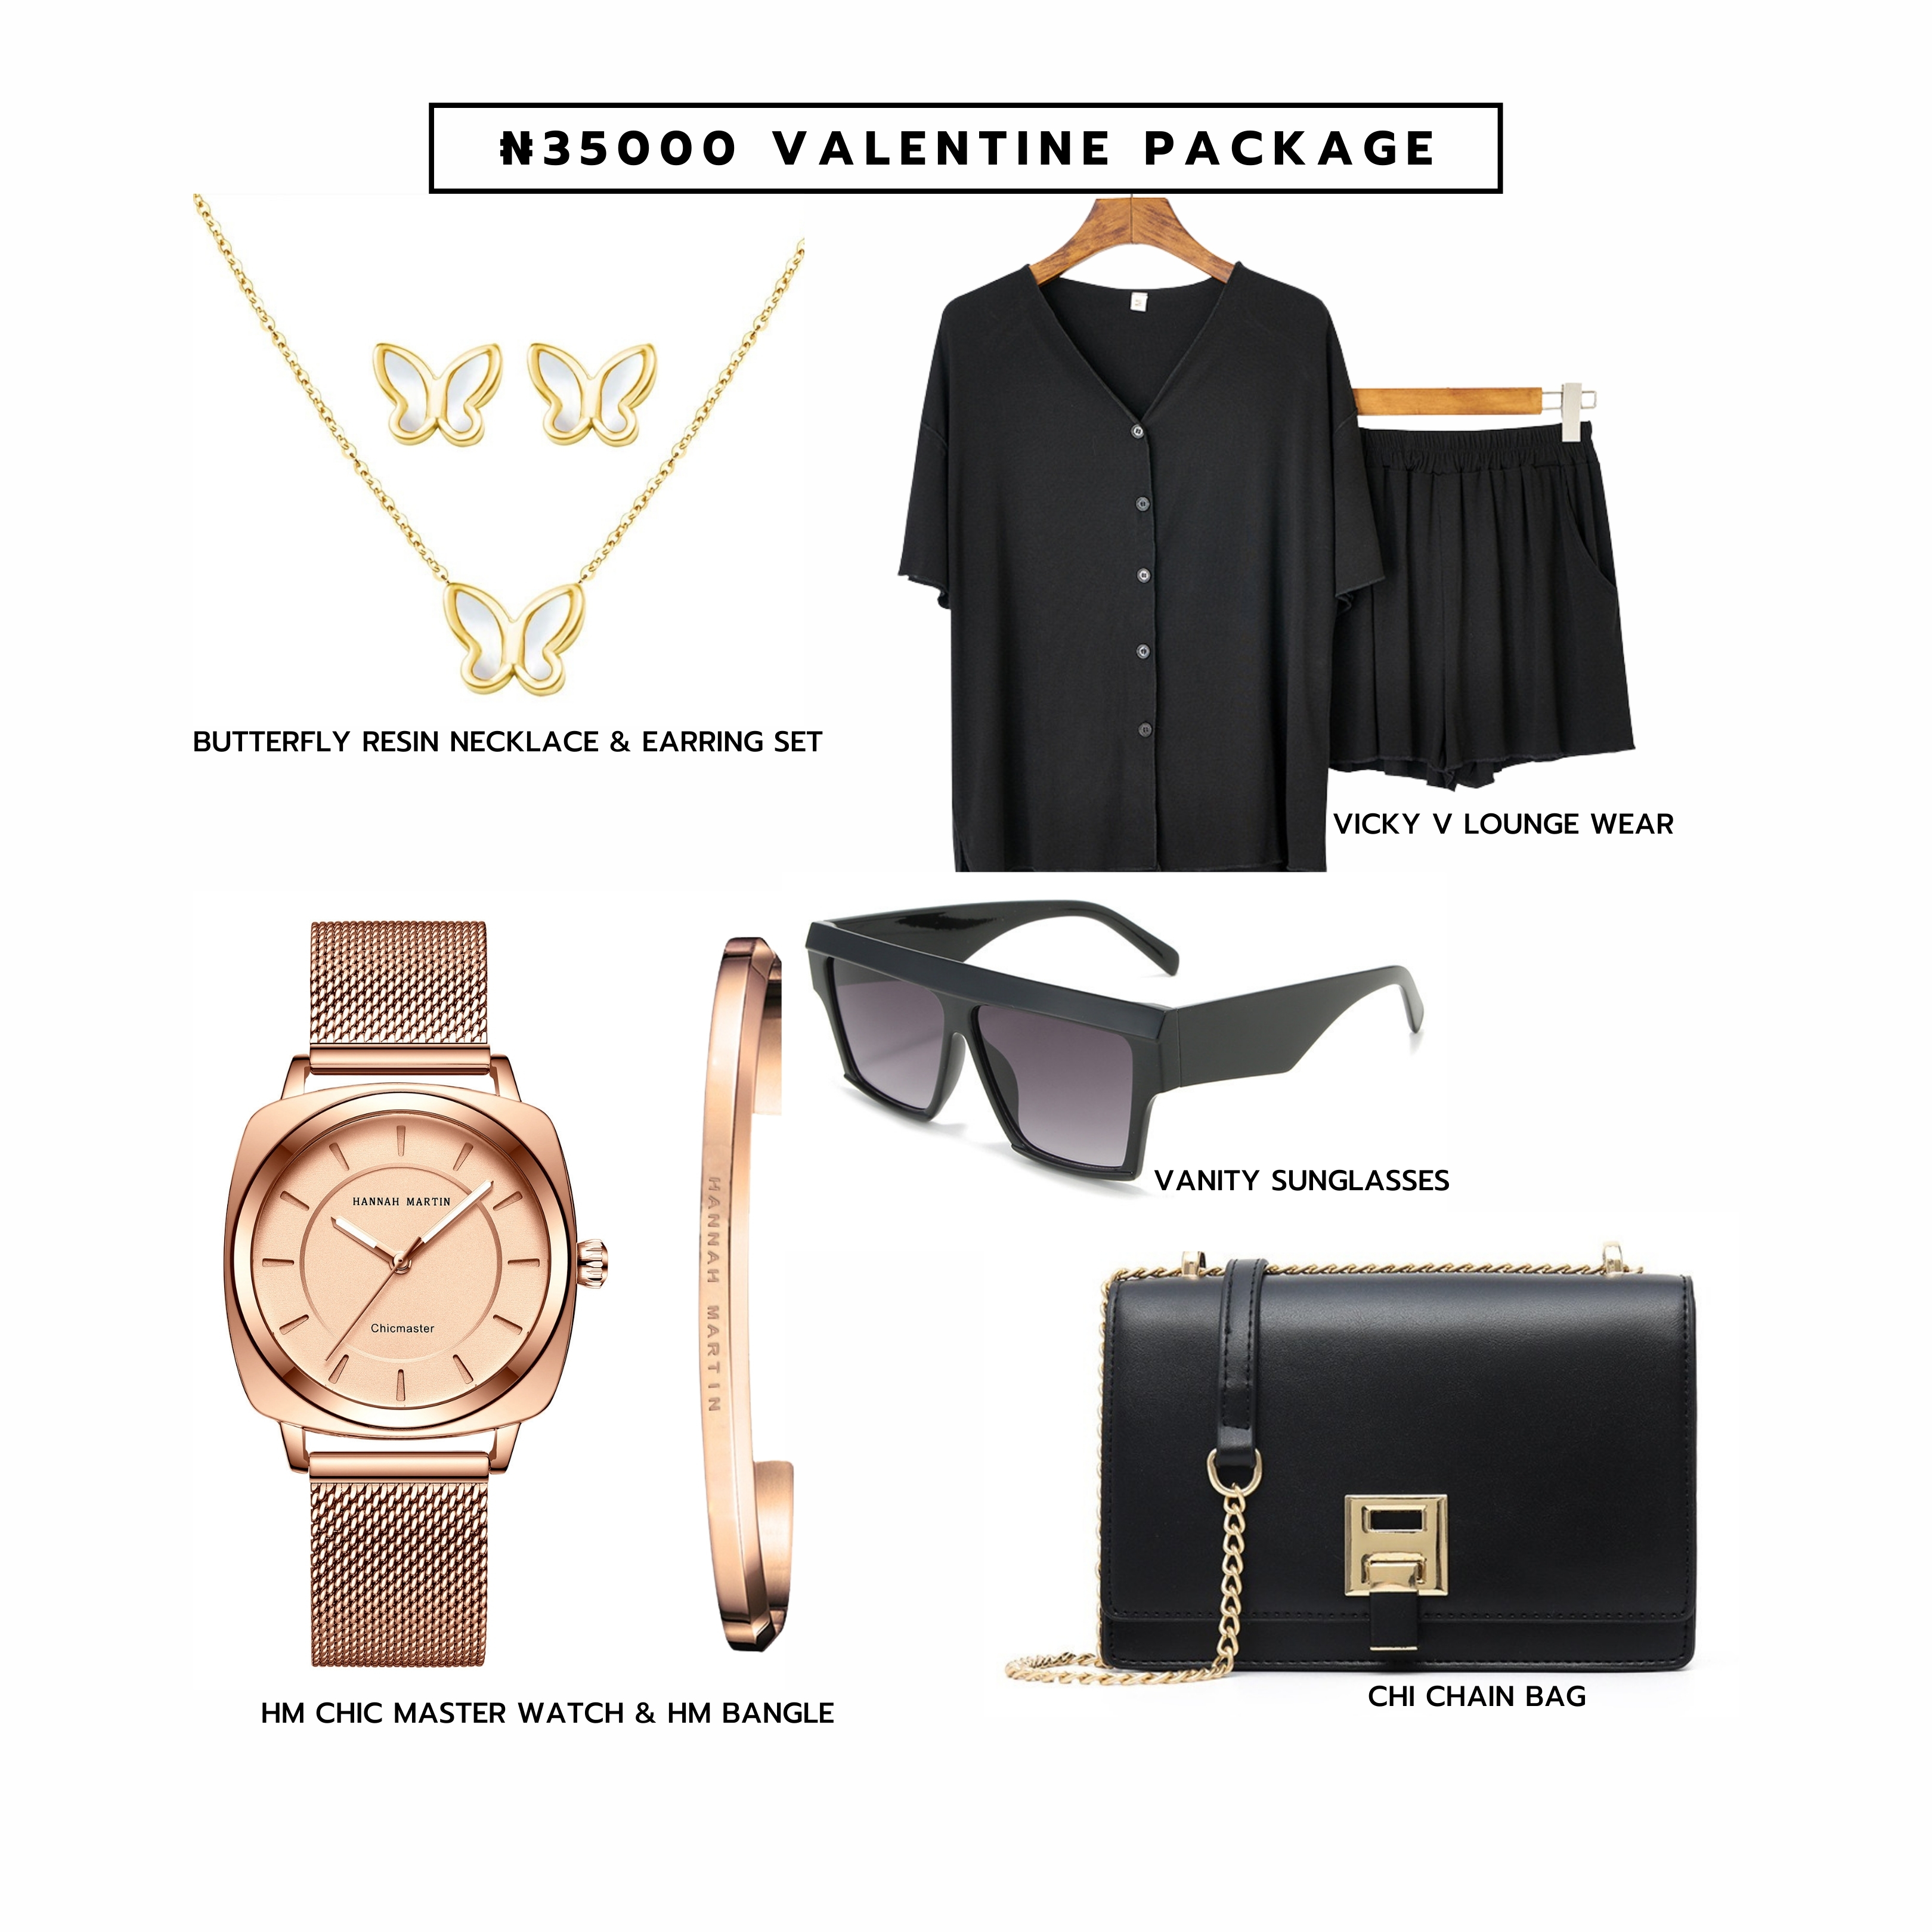 ₦35000 VALENTINE PACKAGE
BUTTERFLY RESIN NECKLACE & EARRING SET
VICKY V LOUNGE WEAR
HANNAH MARTIN
Chicmaster
HANNAH MARTIN
VANITY SUNGLASSES
HM CHIC MASTER WATCH & HM BANGLE
CHI CHAIN BAG